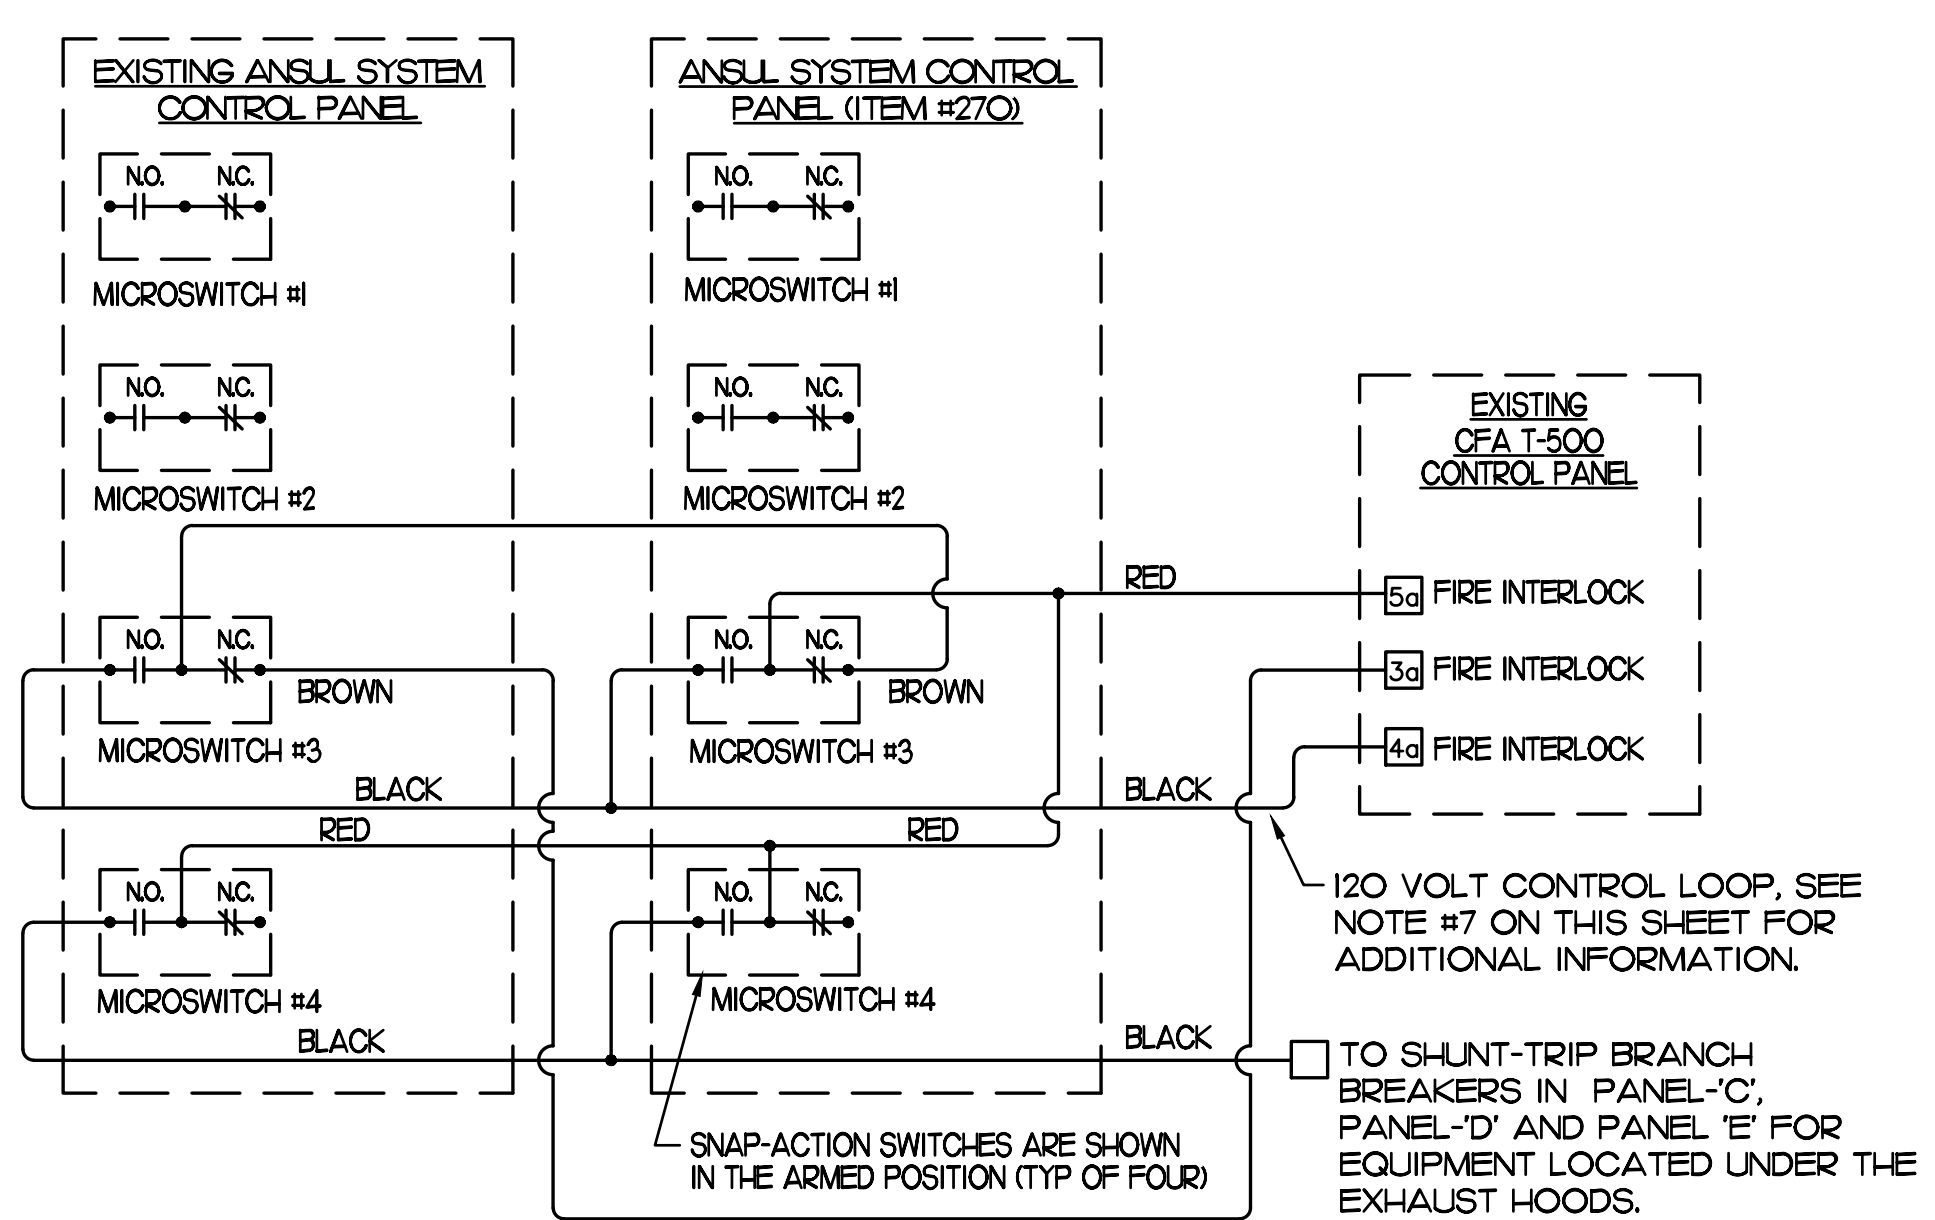 EXISTING ANSUL SYSTEM
CONTROL PANEL
N.O. N.C.
MICROSWITCH #1
N.O. N.C.
MICROSWITCH #2
N.O. N.C.
BROWN
MICROSWITCH #3
BLACK
RED
N.O. N.C.
MICROSWITCH #4
BLACK
ANSUL SYSTEM CONTROL
PANEL (ITEM #270)
N.O. N.C.
MICROSWITCH #1
N.O. N.C.
MICROSWITCH #2
RED
N.O. N.C.
BROWN
MICROSWITCH #3
BLACK
RED
N.O. N.C.
MICROSWITCH #4
BLACK
SNAP-ACTION SWITCHES ARE SHOWN
IN THE ARMED POSITION (TYP OF FOUR)
EXISTING
CFA T-500
CONTROL PANEL
5a FIRE INTERLOCK
3a FIRE INTERLOCK
4a FIRE INTERLOCK
120 VOLT CONTROL LOOP, SEE
NOTE #7 ON THIS SHEET FOR
ADDITIONAL INFORMATION.
TO SHUNT-TRIP BRANCH
BREAKERS IN PANEL-'C',
PANEL-'D' AND PANEL 'E' FOR
EQUIPMENT LOCATED UNDER THE
EXHAUST HOODS.